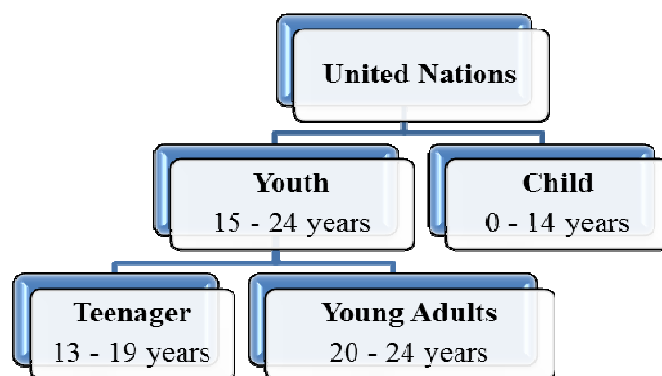 United Nations
Youth
15 - 24 years
Child
0 - 14 years
Teenager
13 - 19 years
Young Adults
20 - 24 years